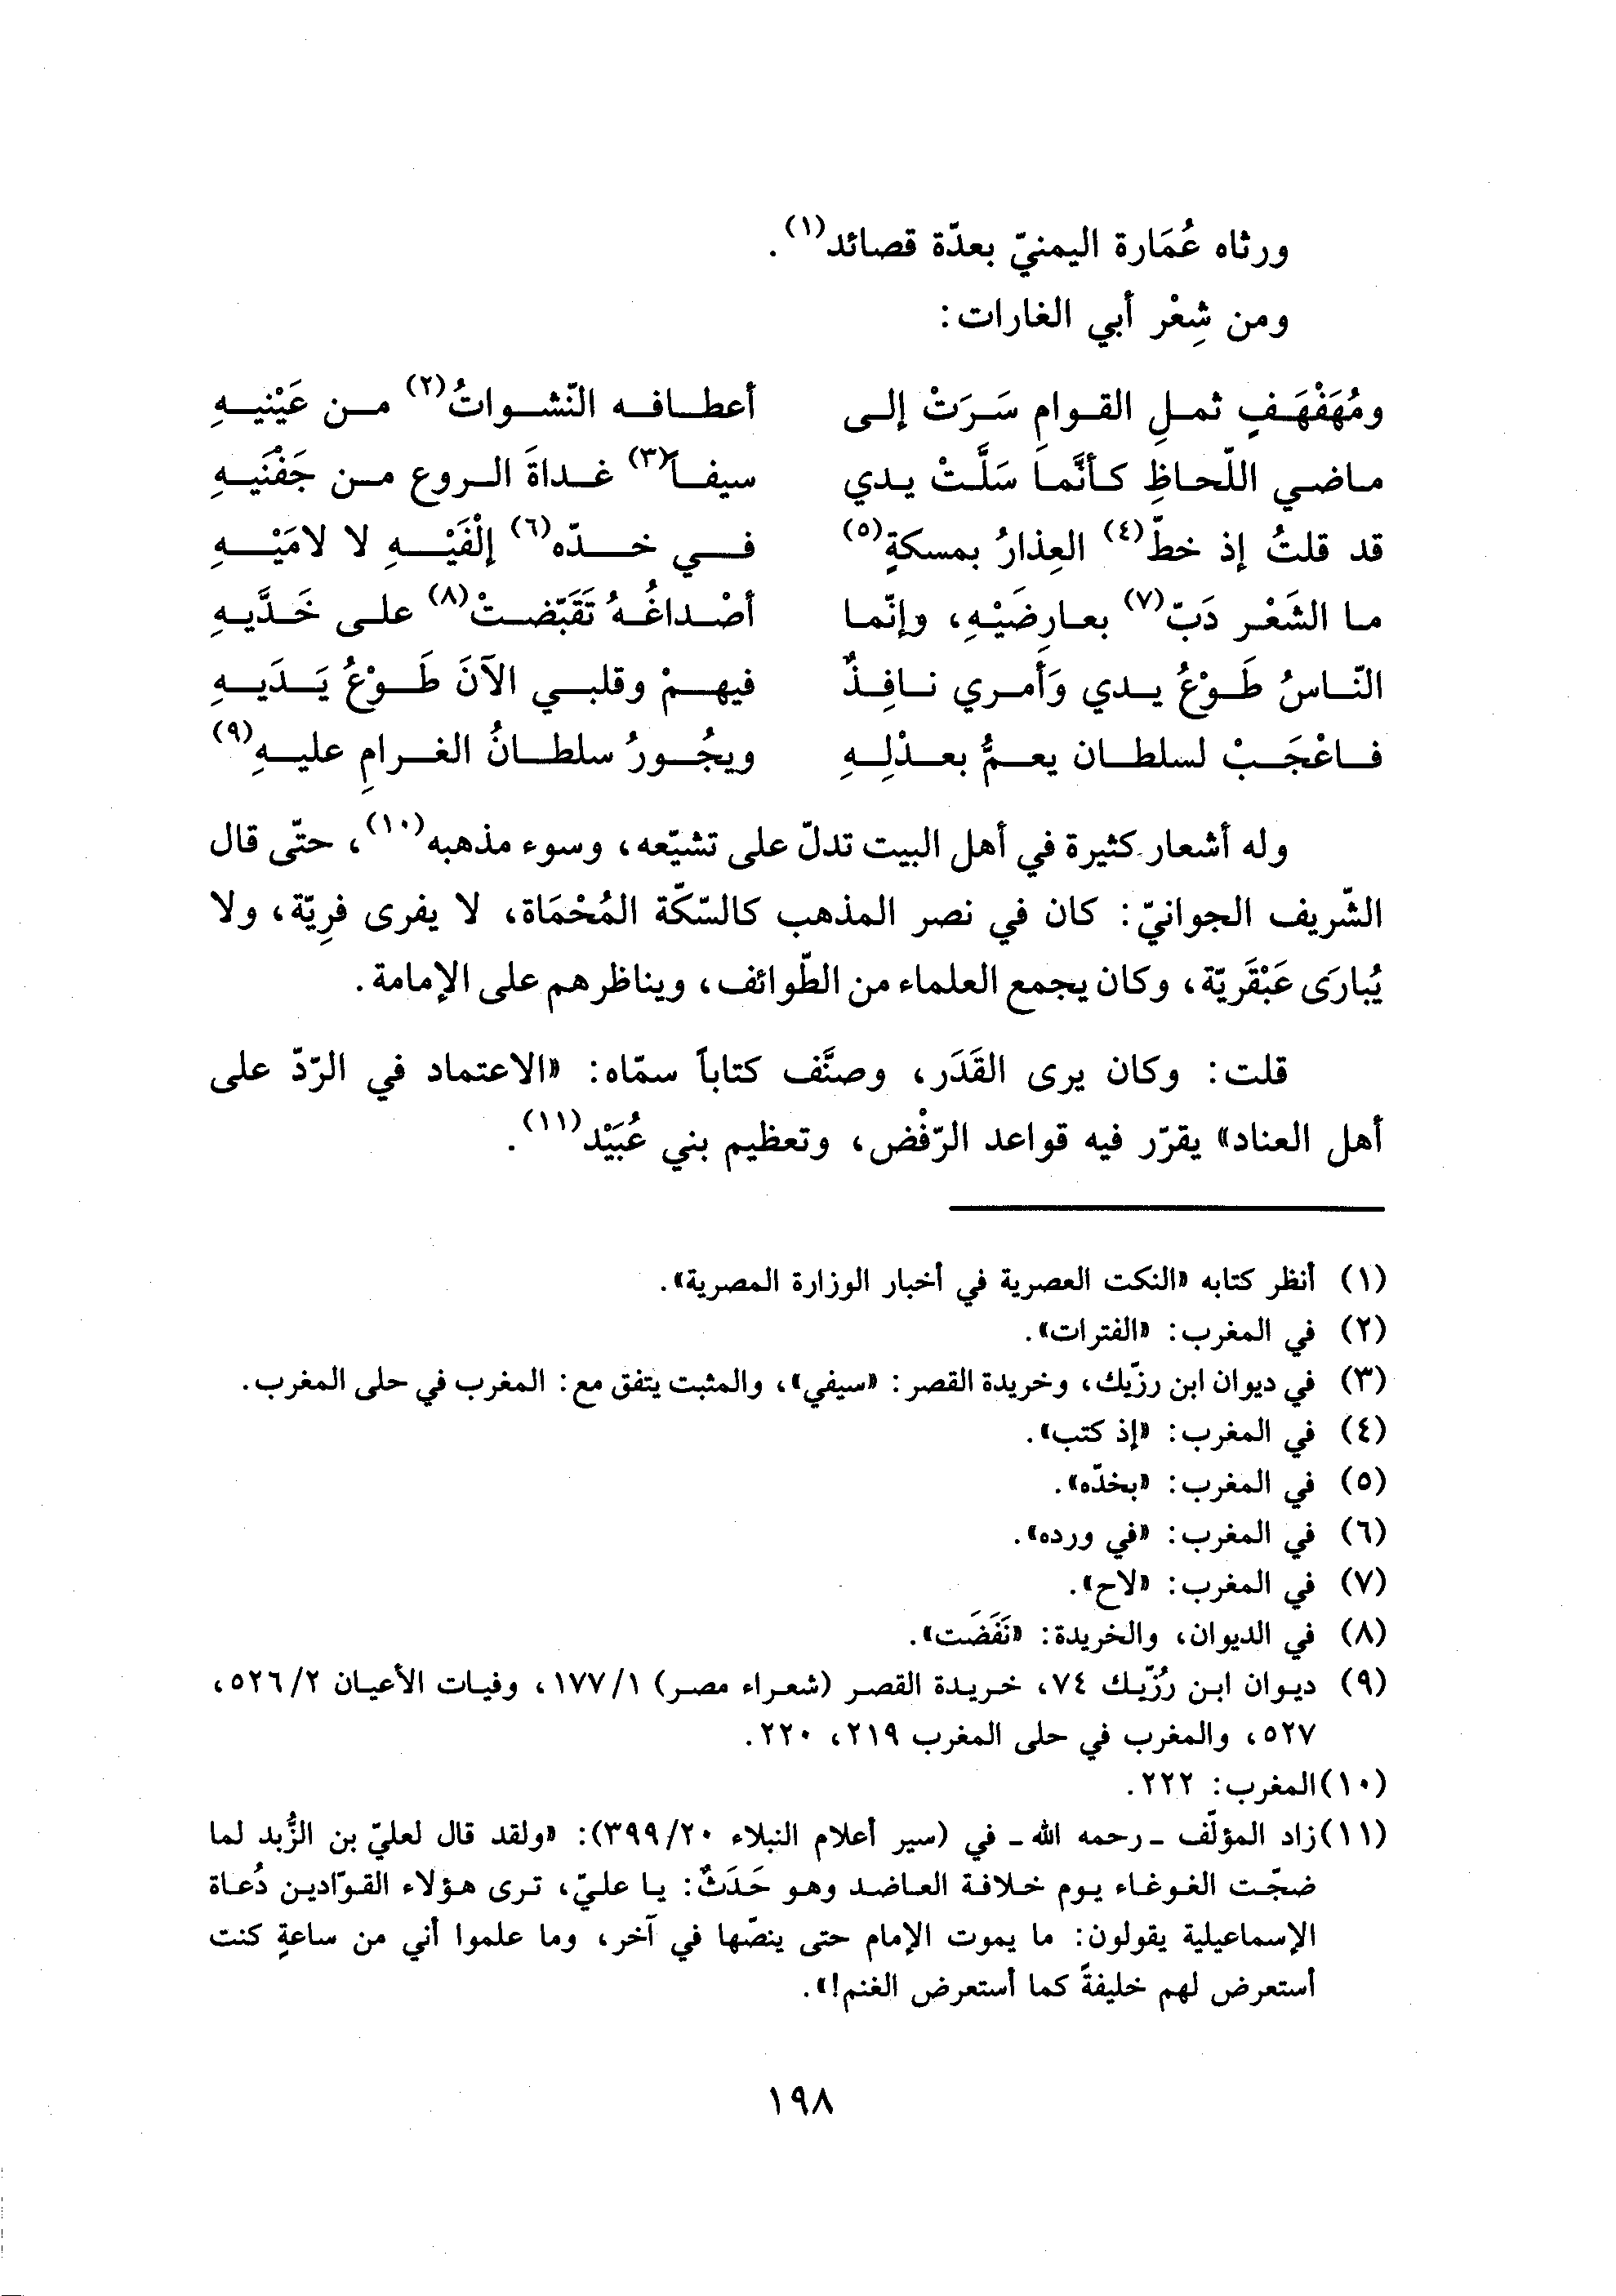 ورثاه عُمَارة اليمنيّ بعدّة قصائد(١).
ومن شِعْر أبي الغارات:
ومُهَفْهَفٍ ثملِ القوامِ سَرَتْ إلى أعطافه النّشواتُ(٢) من عَيْنيهِ
ماضي اللّحاظِ كأنَّما سَلَّتْ يدي سيفاً(٣) غداةَ الروع من جَفْنَيهِ
قد قلتُ إذ خطّ(٤) العِذارُ بمسكةٍ(٥) في خدّه(٦) إلْفَيْهِ لا لامَيْهِ
ما الشَعْر دَبّ(٧) بعارِضَيْهِ، وإنّما أصْداغُهُ تَقَبّضتْ(٨) على خَدَّيهِ
النّاسُ طَوْعُ يدي وَأمري نافِذٌ فيهمْ وقلبي الآنَ طَوْعُ يَدَيهِ
فاعْجَبْ لسلطان يعمُّ بعذْلِهِ ويجُورُ سلطانُ الغرامِ عليهِ(٩)
وله أشعار كثيرة في أهل البيت تدلّ على تشيّعه، وسوء مذهبه(١٠)، حتّى قال
الشّريف الجوانيّ: كان في نصر المذهب كالسّكّة المُحْمَاة، لا يفرى فرِيّة، ولا
يُبارَى عَبْقَريّة، وكان يجمع العلماء من الطّوائف، ويناظرهم على الإمامة.
قلت: وكان يرى القَدَر، وصنَّف كتاباً سمّاه: «الاعتماد في الرّدّ على
أهل العناد» يقرّر فيه قواعد الرّفْض، وتعظيم بني عُبَيْد(١١).
(١) أنظر كتابه «النكت العصرية في أخبار الوزارة المصرية».
(٢) في المغرب: «الفترات».
(٣) في ديوان ابن رزّيك، وخريدة القصر: «سيفي»، والمثبت يتفق مع: المغرب في حلى المغرب.
(٤) في المغرب: «إذ كتب».
(٥) في المغرب: «بخدّه».
(٦) في المغرب: «في ورده».
(٧) في المغرب: «لاح».
(٨) في الديوان، والخريدة: «نَفَضَت».
(٩) ديوان ابن رُزّيك ٧٤، خريدة القصر (شعراء مصر) ١/١٧٧، وفيات الأعيان ٢/٥٢٦،
٥٢٧، والمغرب في حلى المغرب ٢١٩، ٢٢٠.
(١٠) المغرب: ٢٢٢.
(١١) زاد المؤلّف ـ رحمه الله ـ في (سير أعلام النبلاء ٢٠/٣٩٩): «ولقد قال لعليّ بن الزُّبد لما
ضجّت الغوغاء يوم خلافة العاضد وهو حَدَثٌ: يا عليّ، ترى هؤلاء القوّادين دُعاة
الإسماعيلية يقولون: ما يموت الإمام حتى ينصّها في آخر، وما علموا أني من ساعةٍ كنت
أستعرض لهم خليفةً كما أستعرض الغنم!».
١٩٨